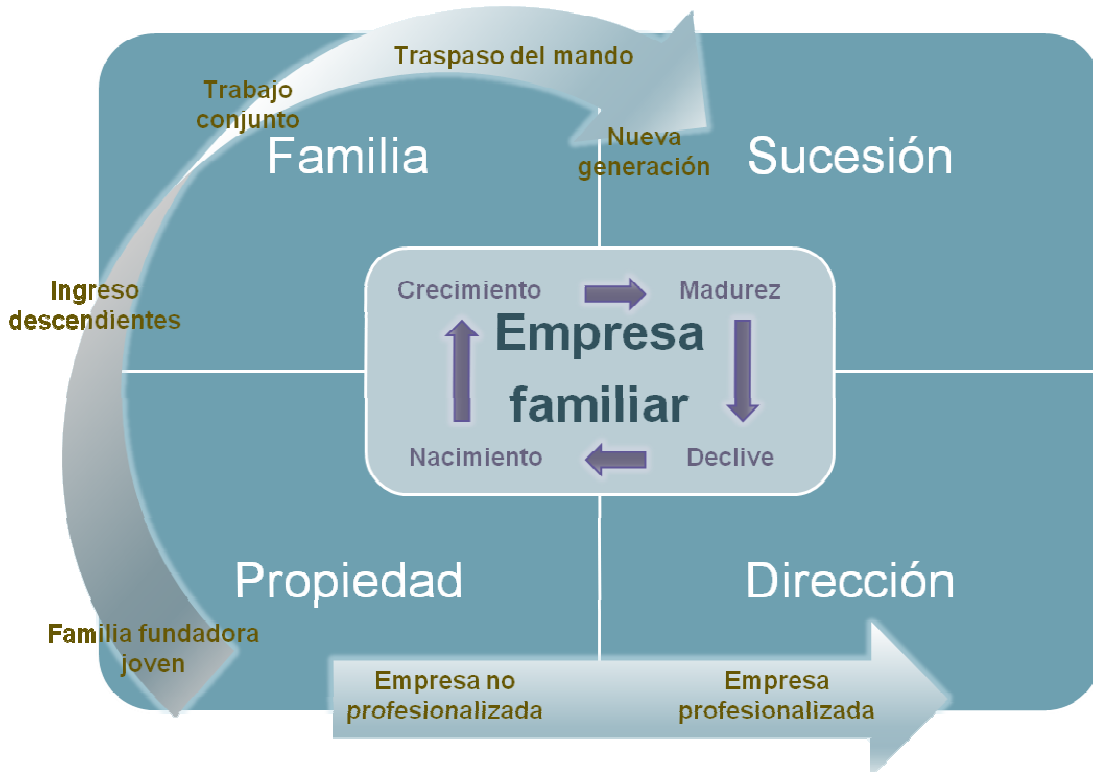 Traspaso del mando
Trabajo
conjunto
Nueva
generación
Familia
Sucesión
Ingreso
descendientes
Crecimiento
Madurez
Empresa
familiar
Nacimiento
Declive
Propiedad
Dirección
Familia fundadora
joven
Empresa no
profesionalizada
Empresa
profesionalizada